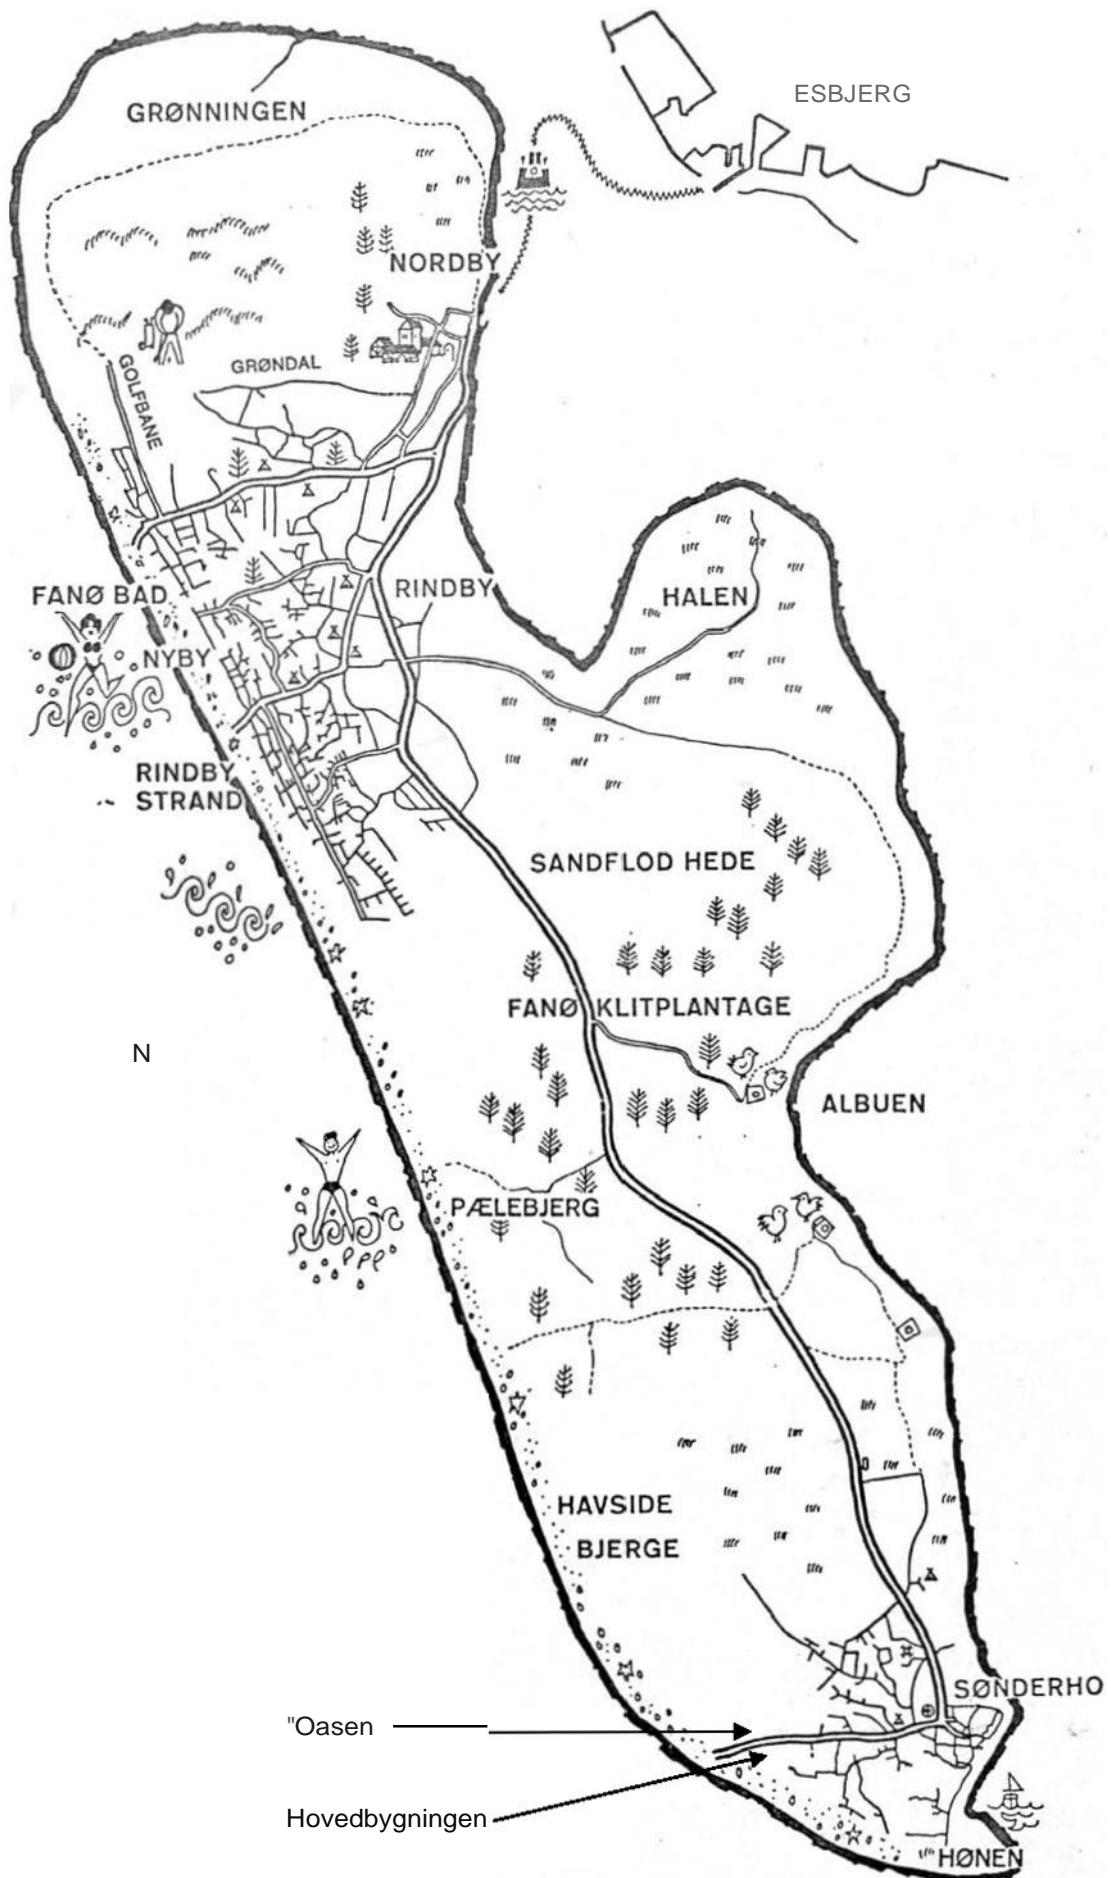 ESBJERG
GRØNNINGEN
NORDBY
GRØNDAL
GOLFBANE
FANØ BAD
RINDBY
HALEN
NYBY
RINDBY
STRAND
SANDFLOD HEDE
FANØ KLITPLANTAGE
N
ALBUEN
PÆLEBJERG
HAVSIDE
BJERGE
SØNDERHO
"Oasen
Hovedbygningen
HØNEN